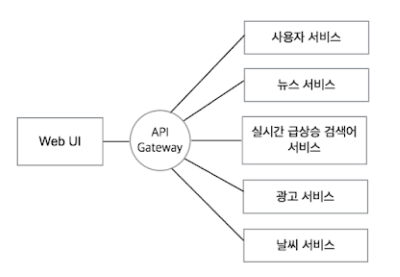 사용자 서비스
뉴스 서비스
Web UI
API
Gateway
실시간 급상승 검색어
서비스
광고 서비스
날씨 서비스